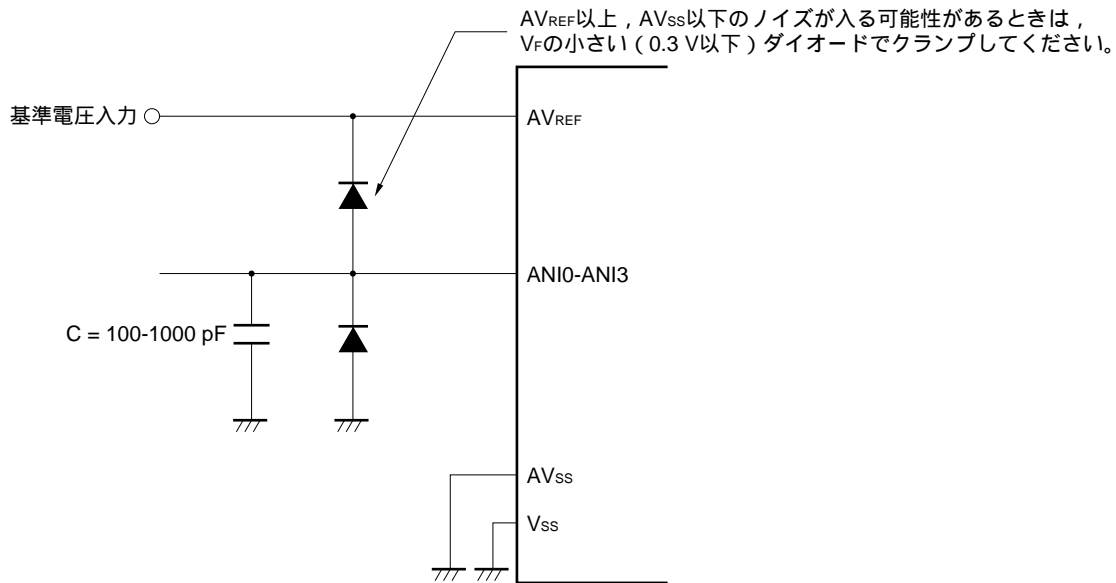 AVREF以上，AVSS以下のノイズが入る可能性があるときは，
VFの小さい（0.3 V以下）ダイオードでクランプしてください。
基準電圧入力
AVREF
ANI0-ANI3
C = 100-1000 pF
AVSS
VSS